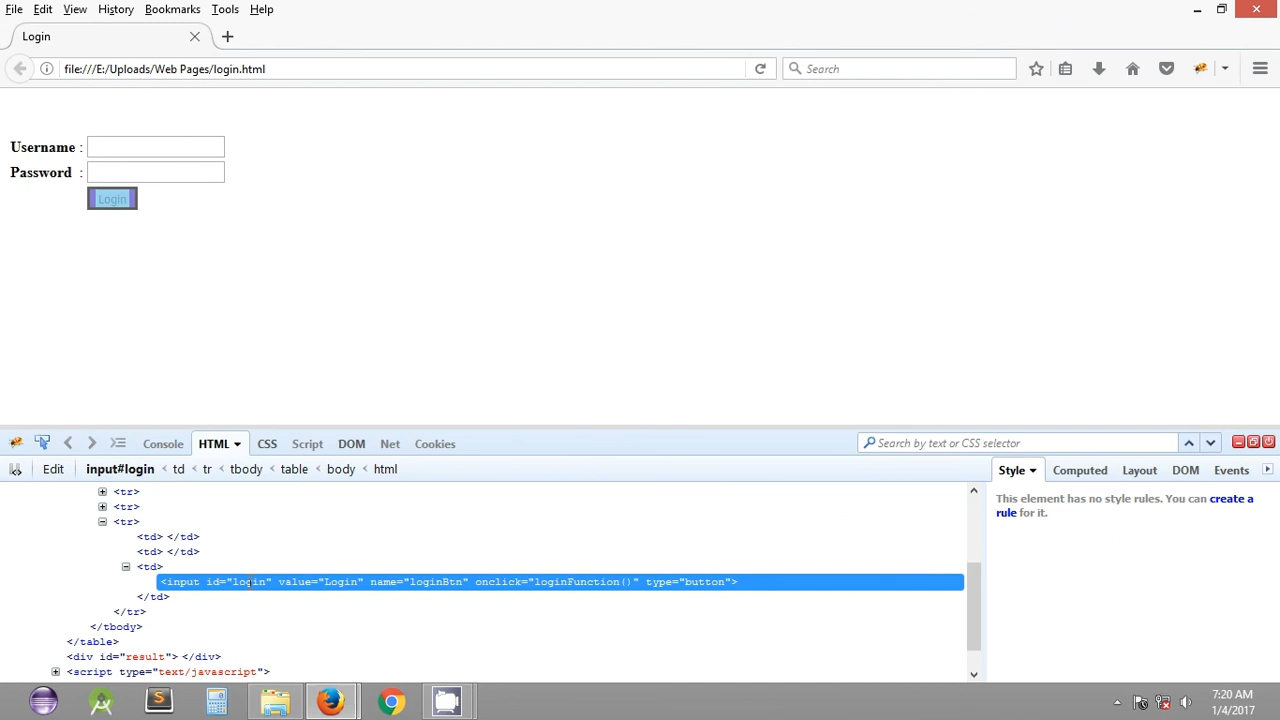 File Edit View History Bookmarks Tools Help
Login
file:///E:/Uploads/Web Pages/login.html
Search
Username :
Password :
Login
Console HTML CSS Script DOM Net Cookies
Search by text or CSS selector
Edit input#login < td < tr < tbody < table < body < html
Style Computed Layout DOM Events
<tr>
<tr>
<tr>
<td> </td>
<td> </td>
<td>
<input id="login" value="Login" name="loginBtn" onclick="loginFunction()" type="button">
</td>
</tr>
</tbody>
</table>
<div id="result"> </div>
<script type="text/javascript">
This element has no style rules. You can create a
rule for it.
S
7:20 AM
1/4/2017